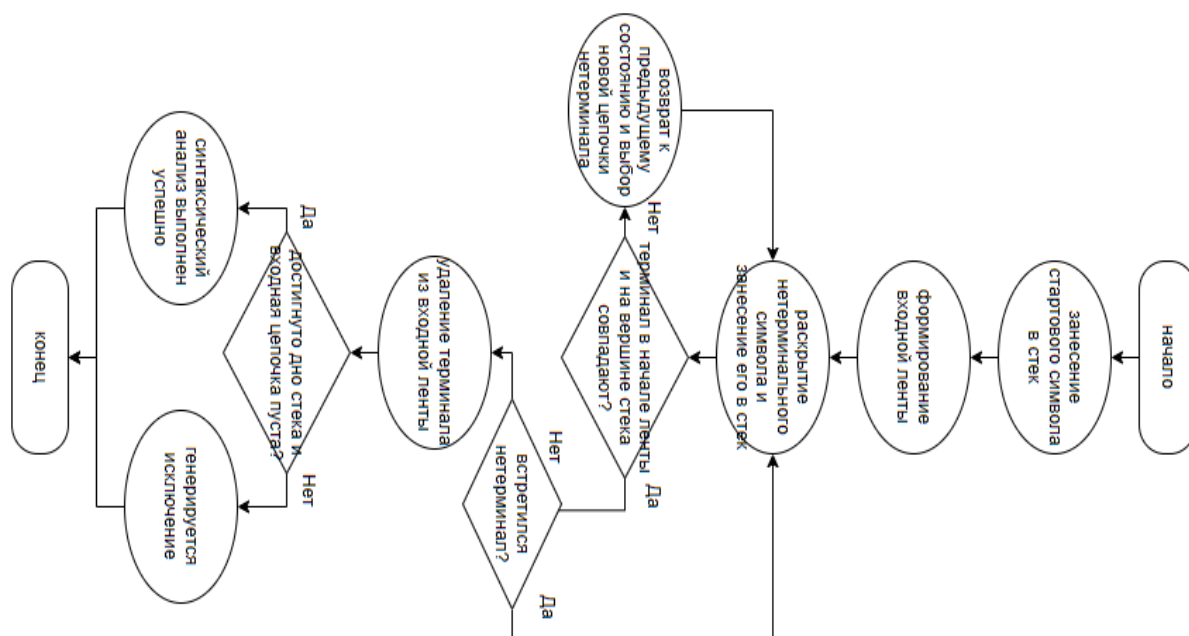 начало
занесение
стартового символа
в стек
формирование
входной ленты
раскрытие
нетерминального
символа и
занесение его в стек
возврат к
предыдущему
состоянию и выбор
новой цепочки
нетерминала
Нет
терминал в начале ленты
и на вершине стека
совпадают?
Да
встретился
нетерминал?
Нет
Да
удаление терминала
из входной ленты
достигнуто дно стека и
входная цепочка пуста?
Да
Нет
синтаксический
анализ выполнен
успешно
генерируется
исключение
конец